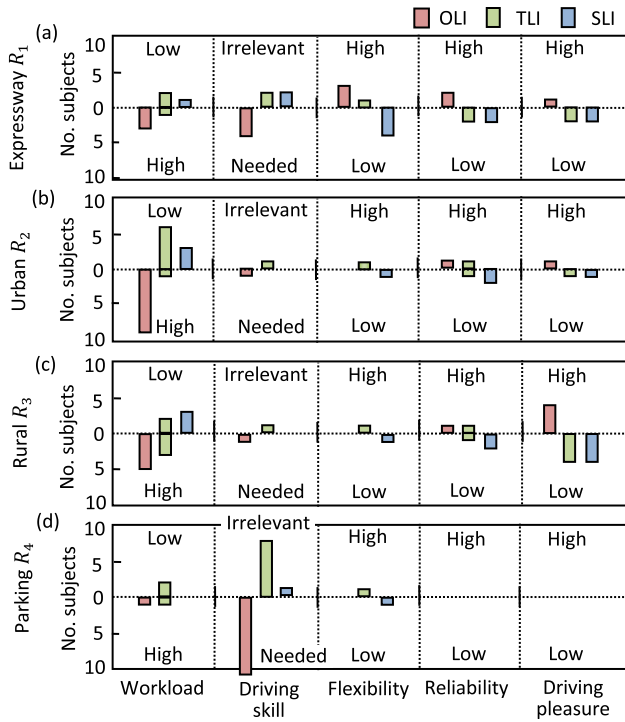 OLI TLI SLI
(a)
Expressway R1
No. subjects
10
5
0
5
10
Low Irrelevant High High High
High Needed Low Low Low
(b)
Urban R2
No. subjects
10
5
0
5
10
Low Irrelevant High High High
High Needed Low Low Low
(c)
Rural R3
No. subjects
10
5
0
5
10
Low Irrelevant High High High
High Needed Low Low Low
(d)
Parking R4
No. subjects
10
5
0
5
10
Low Irrelevant High High High
High Needed Low Low Low
Workload Driving Flexibility Reliability Driving
skill pleasure